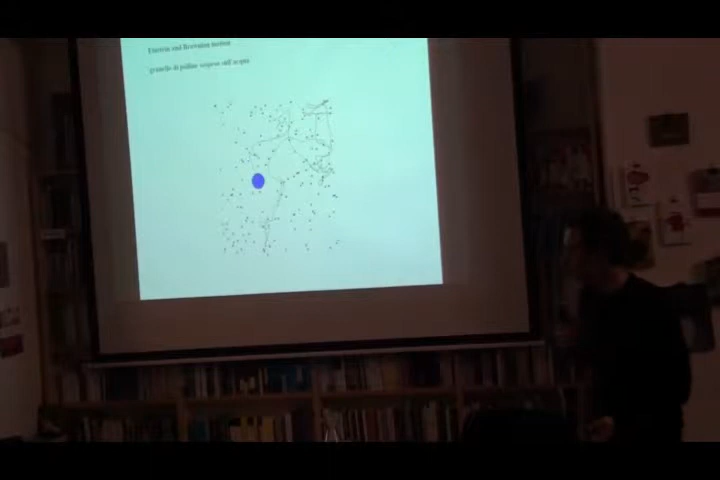 Einstein and Brownian motion
granello di polline sospeso sull'acqua